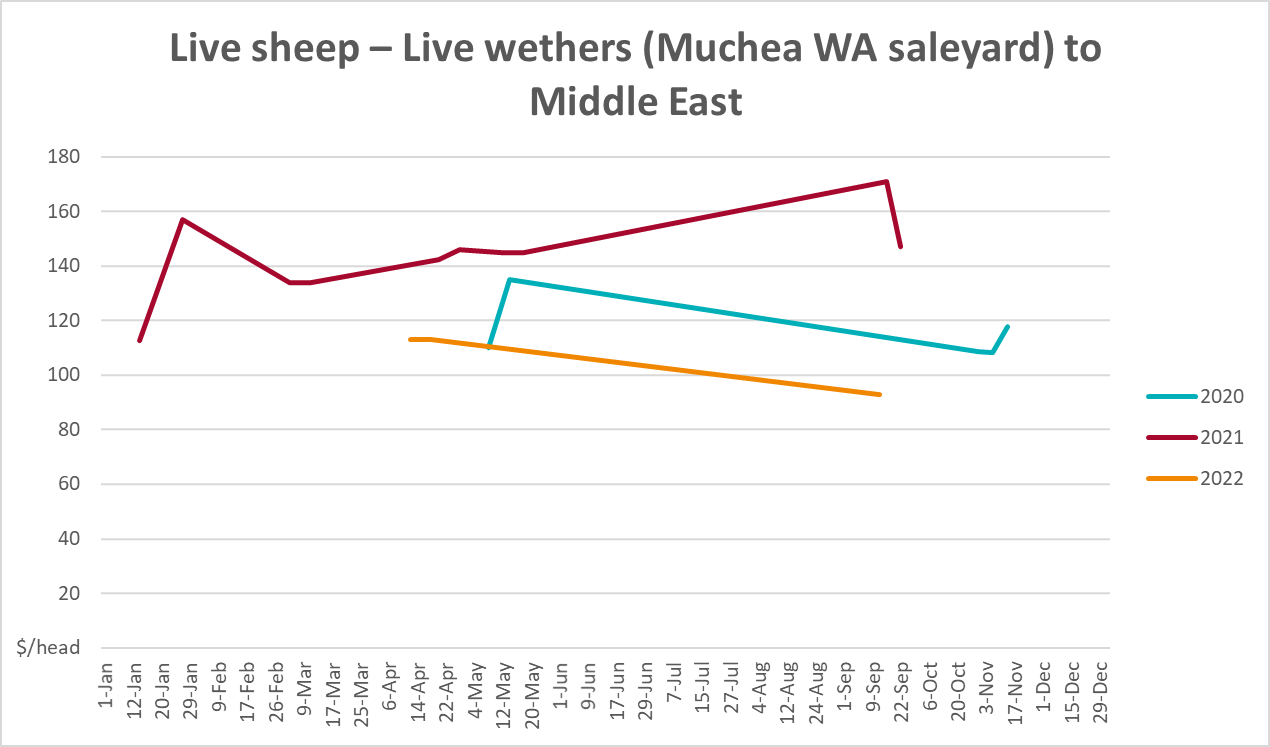 Live sheep – Live wethers (Muchea WA saleyard) to
Middle East
180
160
140
120
100
80
60
40
20
$/head
1-Jan
12-Jan
20-Jan
29-Jan
9-Feb
17-Feb
26-Feb
9-Mar
17-Mar
25-Mar
6-Apr
14-Apr
22-Apr
4-May
12-May
20-May
1-Jun
9-Jun
17-Jun
29-Jun
7-Jul
15-Jul
27-Jul
4-Aug
12-Aug
24-Aug
1-Sep
9-Sep
22-Sep
6-Oct
20-Oct
3-Nov
17-Nov
1-Dec
15-Dec
29-Dec
2020
2021
2022